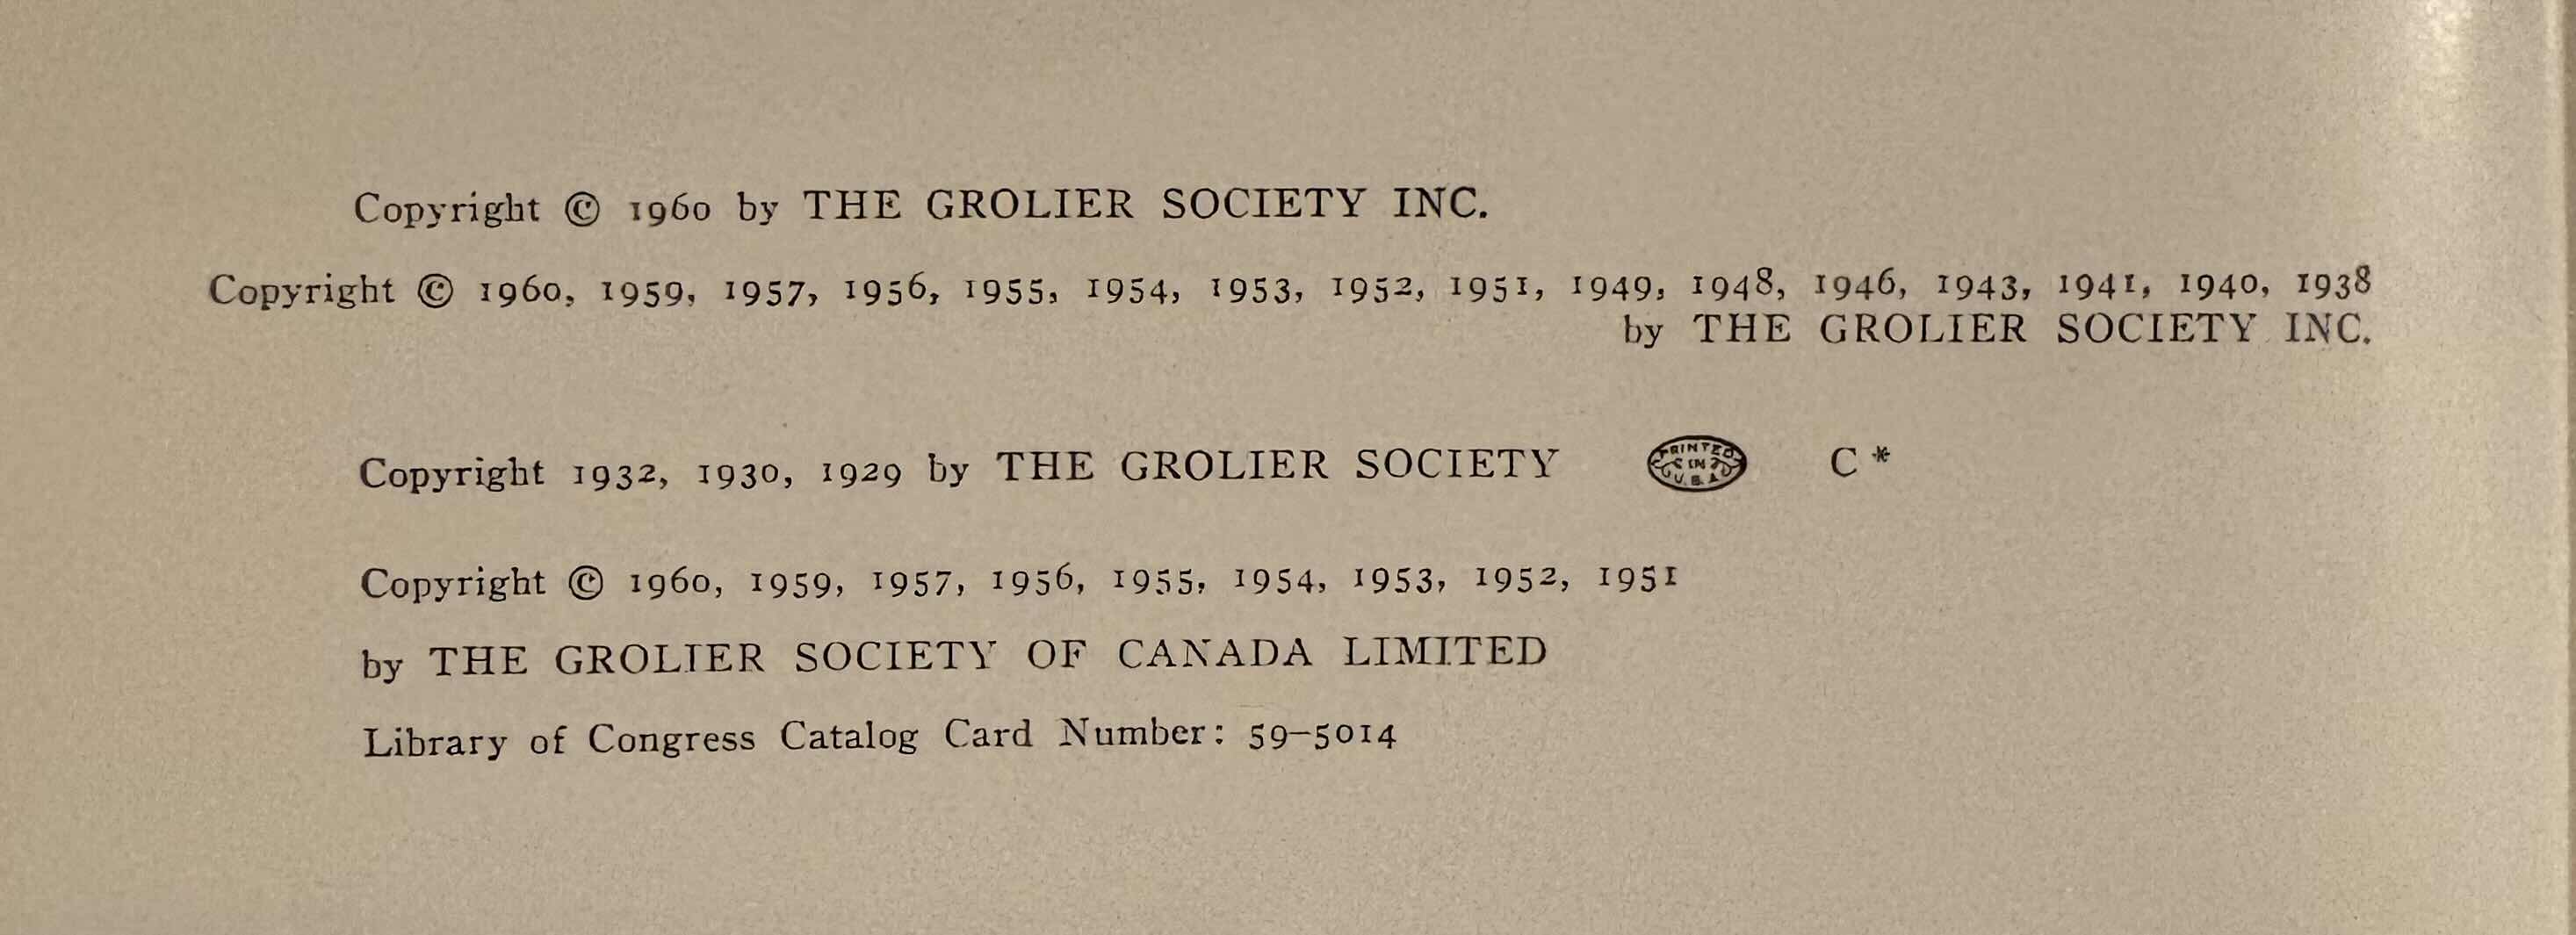 Copyright © 1960 by THE GROLIER SOCIETY INC.
Copyright © 1960, 1959, 1957, 1956, 1955, 1954, 1953, 1952, 1951, 1949, 1948, 1946, 1943, 1941, 1940, 1938
by THE GROLIER SOCIETY INC.
Copyright 1932, 1930, 1929 by THE GROLIER SOCIETY PRINTED IN U.S.A. C*
Copyright © 1960, 1959, 1957, 1956, 1955, 1954, 1953, 1952, 1951
by THE GROLIER SOCIETY OF CANADA LIMITED
Library of Congress Catalog Card Number: 59–5014